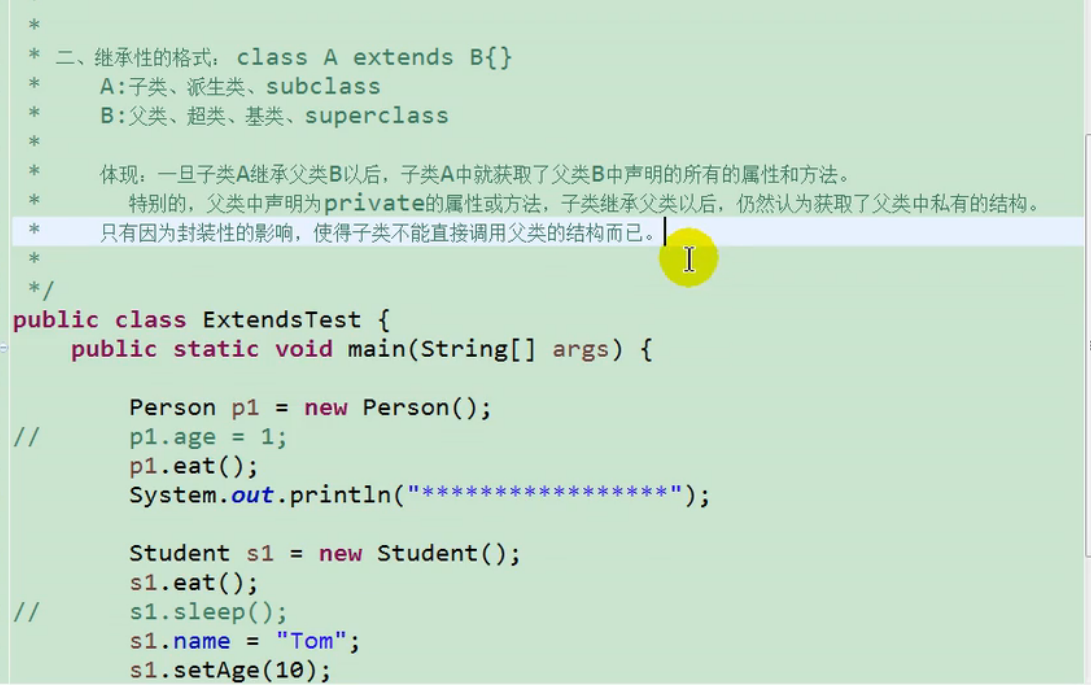 *
* 二、继承性的格式: class A extends B{}
* A:子类、派生类、subclass
* B:父类、超类、基类、superclass
*
* 体现:一旦子类A继承父类B以后,子类A中就获取了父类B中声明的所有的属性和方法。
* 特别的,父类中声明为private的属性或方法,子类继承父类以后,仍然认为获取了父类中私有的结构。
* 只有因为封装性的影响,使得子类不能直接调用父类的结构而已。
*
*/
public class ExtendsTest {
public static void main(String[] args) {
Person p1 = new Person();
// p1.age = 1;
p1.eat();
System.out.println("*****************");
Student s1 = new Student();
s1.eat();
// s1.sleep();
s1.name = "Tom";
s1.setAge(10);